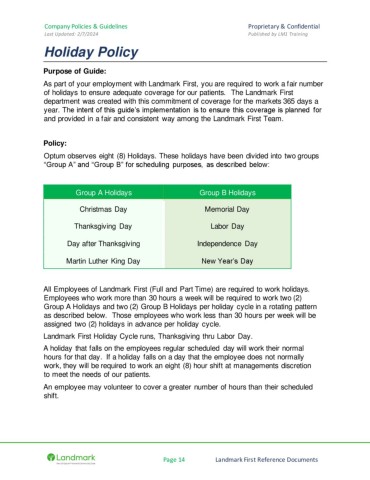 Company Policies & Guidelines Proprietary & Confidential
Last Updated: 2/7/2014 Published by LM1 Training
Holiday Policy
Purpose of Guide:
As part of your employment with Landmark First, you are required to work a fair number
of holidays to ensure adequate coverage for our patients. The Landmark First
department was created with this commitment of coverage for the markets 365 days a
year. The intent of this guide's implementation is to ensure this coverage is planned for
and provided in a fair and consistent way among the Landmark First Team.
Policy:
Optum observes eight (8) Holidays. These holidays have been divided into two groups
"Group A" and "Group B" for scheduling purposes, as described below:
Group A Holidays Group B Holidays
Christmas Day Memorial Day
Thanksgiving Day Labor Day
Day after Thanksgiving Independence Day
Martin Luther King Day New Year's Day
All Employees of Landmark First (Full and Part Time) are required to work holidays.
Employees who work more than 30 hours a week will be required to work two (2)
Group A Holidays and two (2) Group B Holidays per holiday cycle in a rotating pattern
as described below. Those employees who work less than 30 hours per week will be
assigned two (2) holidays in advance per holiday cycle.
Landmark First Holiday Cycle runs, Thanksgiving thru Labor Day.
A holiday that falls on the employees regular scheduled day will work their normal
hours for that day. If a holiday falls on a day that the employee does not normally
work, they will be required to work an eight (8) hour shift at managements discretion
to meet the needs of our patients.
An employee may volunteer to cover a greater number of hours than their scheduled
shift.
Landmark Page 14 Landmark First Reference Documents